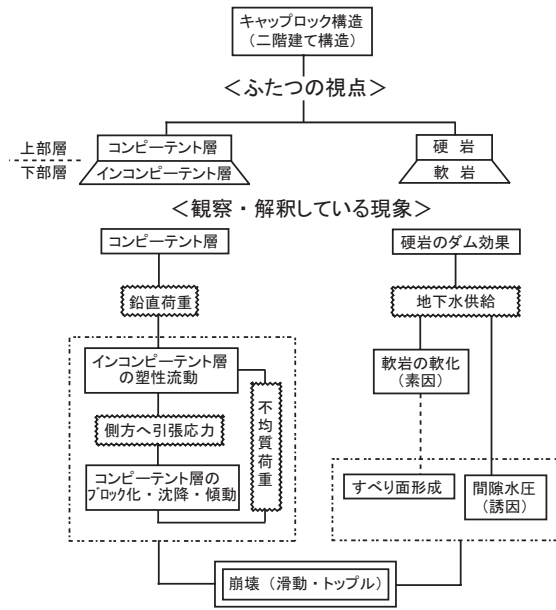 キャップロック構造
（二階建て構造）
＜ふたつの視点＞
上部層
下部層
コンピーテント層
インコンピーテント層
硬 岩
軟 岩
＜観察・解釈している現象＞
コンピーテント層
硬岩のダム効果
鉛直荷重
地下水供給
インコンピーテント層
の塑性流動
不均質荷重
軟岩の軟化
（素因）
側方へ引張応力
コンピーテント層の
ブロック化・沈降・傾動
すべり面形成
間隙水圧
（誘因）
崩壊（滑動・トップル）